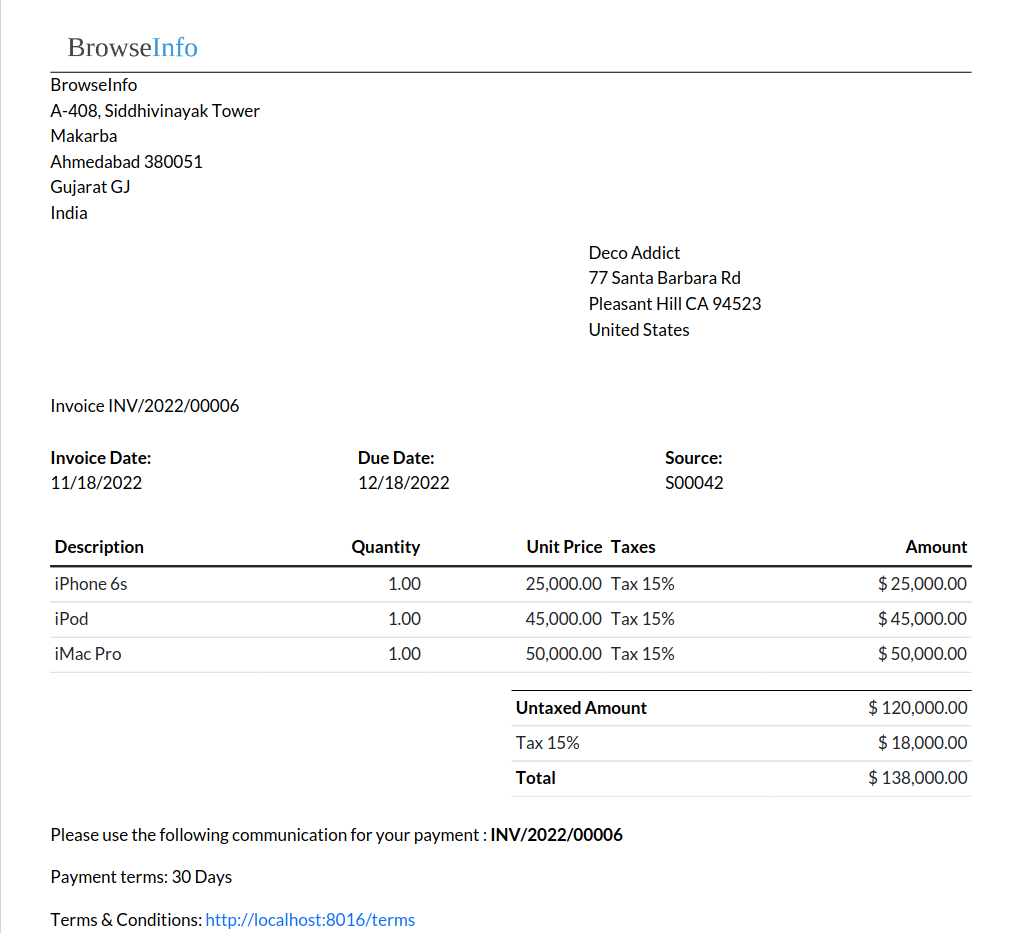 BrowseInfo
BrowseInfo
A-408, Siddhivinayak Tower
Makarba
Ahmedabad 380051
Gujarat GJ
India
Deco Addict
77 Santa Barbara Rd
Pleasant Hill CA 94523
United States
Invoice INV/2022/00006
Invoice Date: Due Date: Source:
11/18/2022 12/18/2022 S00042
Description Quantity Unit Price Taxes Amount
iPhone 6s 1.00 25,000.00 Tax 15% $ 25,000.00
iPod 1.00 45,000.00 Tax 15% $ 45,000.00
iMac Pro 1.00 50,000.00 Tax 15% $ 50,000.00
Untaxed Amount $ 120,000.00
Tax 15% $ 18,000.00
Total $ 138,000.00
Please use the following communication for your payment : INV/2022/00006
Payment terms: 30 Days
Terms & Conditions: http://localhost:8016/terms